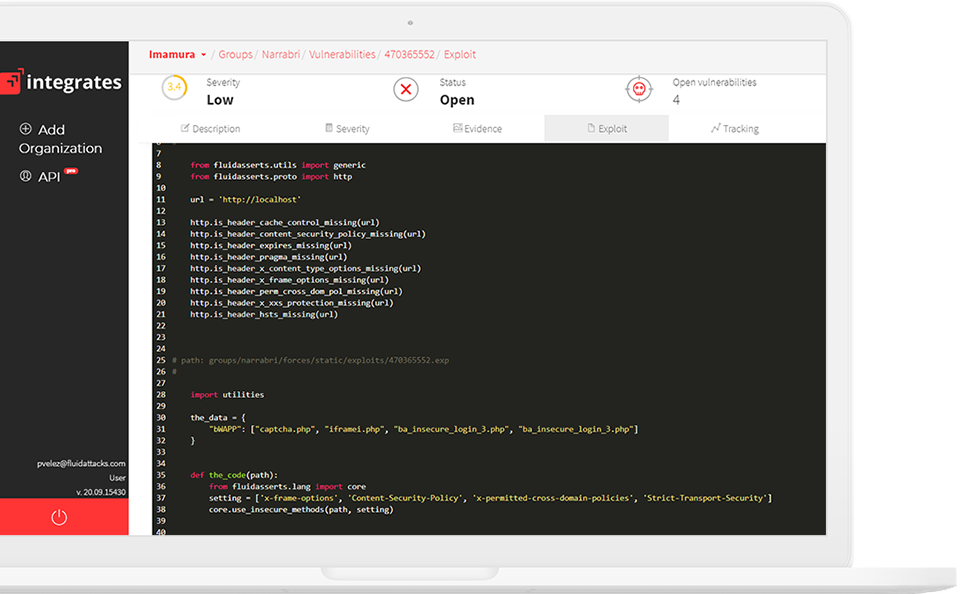 integrates
Add
Organization
API pro
pvelez@fluidattacks.com
User
v. 20.09.15430
Imamura / Groups / Narrabri / Vulnerabilities / 470365552 / Exploit
3.4
Severity
Low
Status
Open
Open vulnerabilities
4
Description Severity Evidence Exploit Tracking
7
8 from fluidasserts.utils import generic
9 from fluidasserts.proto import http
10
11 url = 'http://localhost'
12
13 http.is_header_cache_control_missing(url)
14 http.is_header_content_security_policy_missing(url)
15 http.is_header_expires_missing(url)
16 http.is_header_pragma_missing(url)
17 http.is_header_x_content_type_options_missing(url)
18 http.is_header_x_frame_options_missing(url)
19 http.is_header_perm_cross_dom_pol_missing(url)
20 http.is_header_x_xxs_protection_missing(url)
21 http.is_header_hsts_missing(url)
22
23
24
25 # path: groups/narrabri/forces/static/exploits/470365552.exp
26 #
27
28 import utilities
29
30 the_data = {
31 "bWAPP": ["captcha.php", "iframei.php", "ba_insecure_login_3.php", "ba_insecure_login_3.php"]
32 }
33
34
35 def the_code(path):
36 from fluidasserts.lang import core
37 setting = ['x-frame-options', 'Content-Security-Policy', 'x-permitted-cross-domain-policies', 'Strict-Transport-Security']
38 core.use_insecure_methods(path, setting)
39
40